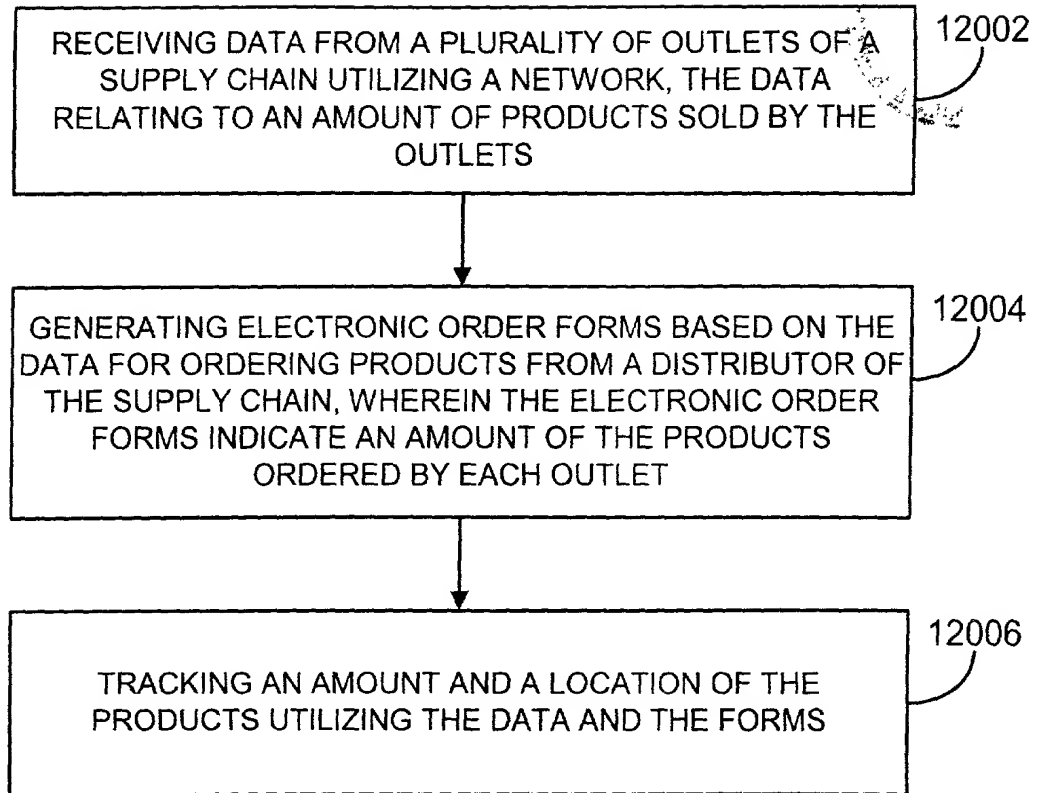 RECEIVING DATA FROM A PLURALITY OF OUTLETS OF A
SUPPLY CHAIN UTILIZING A NETWORK, THE DATA
RELATING TO AN AMOUNT OF PRODUCTS SOLD BY THE
OUTLETS
12002
GENERATING ELECTRONIC ORDER FORMS BASED ON THE
DATA FOR ORDERING PRODUCTS FROM A DISTRIBUTOR OF
THE SUPPLY CHAIN, WHEREIN THE ELECTRONIC ORDER
FORMS INDICATE AN AMOUNT OF THE PRODUCTS
ORDERED BY EACH OUTLET
12004
TRACKING AN AMOUNT AND A LOCATION OF THE
PRODUCTS UTILIZING THE DATA AND THE FORMS
12006